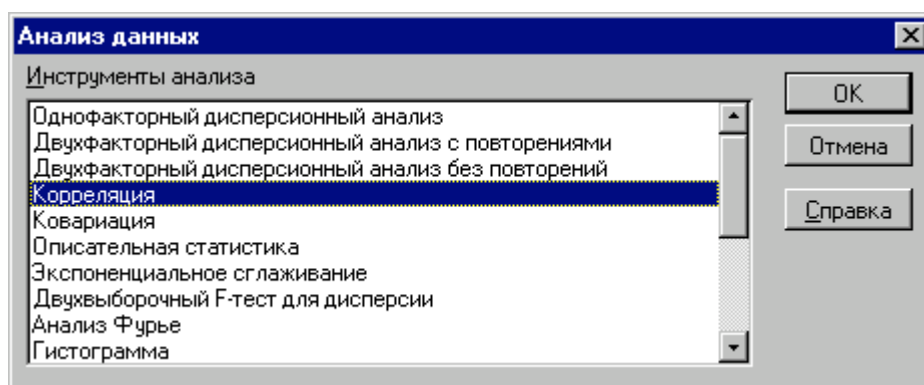 Анализ данных
Инструменты анализа
Однофакторный дисперсионный анализ
Двухфакторный дисперсионный анализ с повторениями
Двухфакторный дисперсионный анализ без повторений
Корреляция
Ковариация
Описательная статистика
Экспоненциальное сглаживание
Двухвыборочный F-тест для дисперсии
Анализ Фурье
Гистограмма
OK
Отмена
Справка